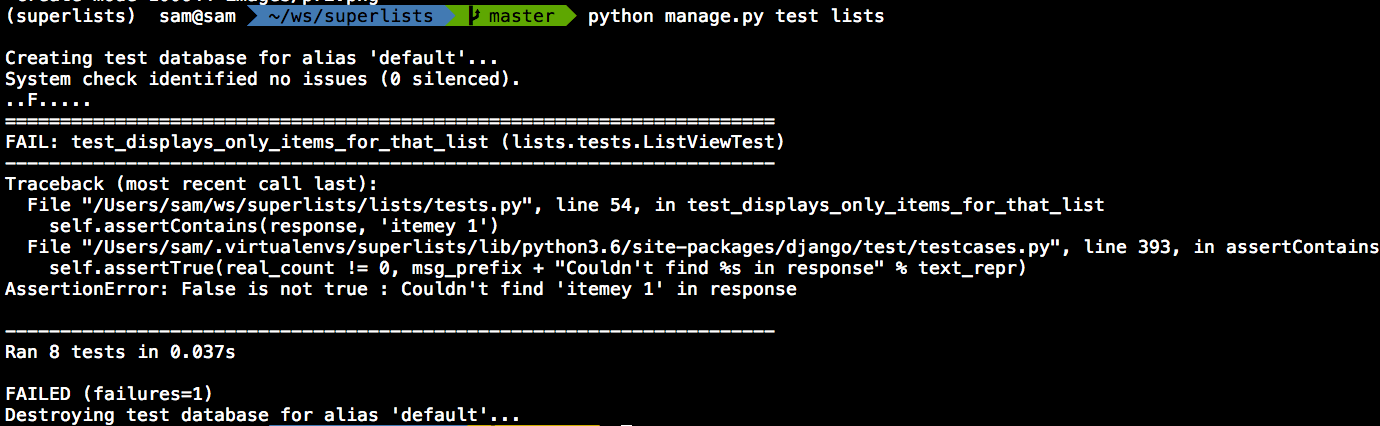 (superlists) sam@sam ~/ws/superlists master python manage.py test lists
Creating test database for alias 'default'...
System check identified no issues (0 silenced).
..F.....
======================================================================
FAIL: test_displays_only_items_for_that_list (lists.tests.ListViewTest)
----------------------------------------------------------------------
Traceback (most recent call last):
  File "/Users/sam/ws/superlists/lists/tests.py", line 54, in test_displays_only_items_for_that_list
    self.assertContains(response, 'itemey 1')
  File "/Users/sam/.virtualenvs/superlists/lib/python3.6/site-packages/django/test/testcases.py", line 393, in assertContains
    self.assertTrue(real_count != 0, msg_prefix + "Couldn't find %s in response" % text_repr)
AssertionError: False is not true : Couldn't find 'itemey 1' in response
----------------------------------------------------------------------
Ran 8 tests in 0.037s
FAILED (failures=1)
Destroying test database for alias 'default'...